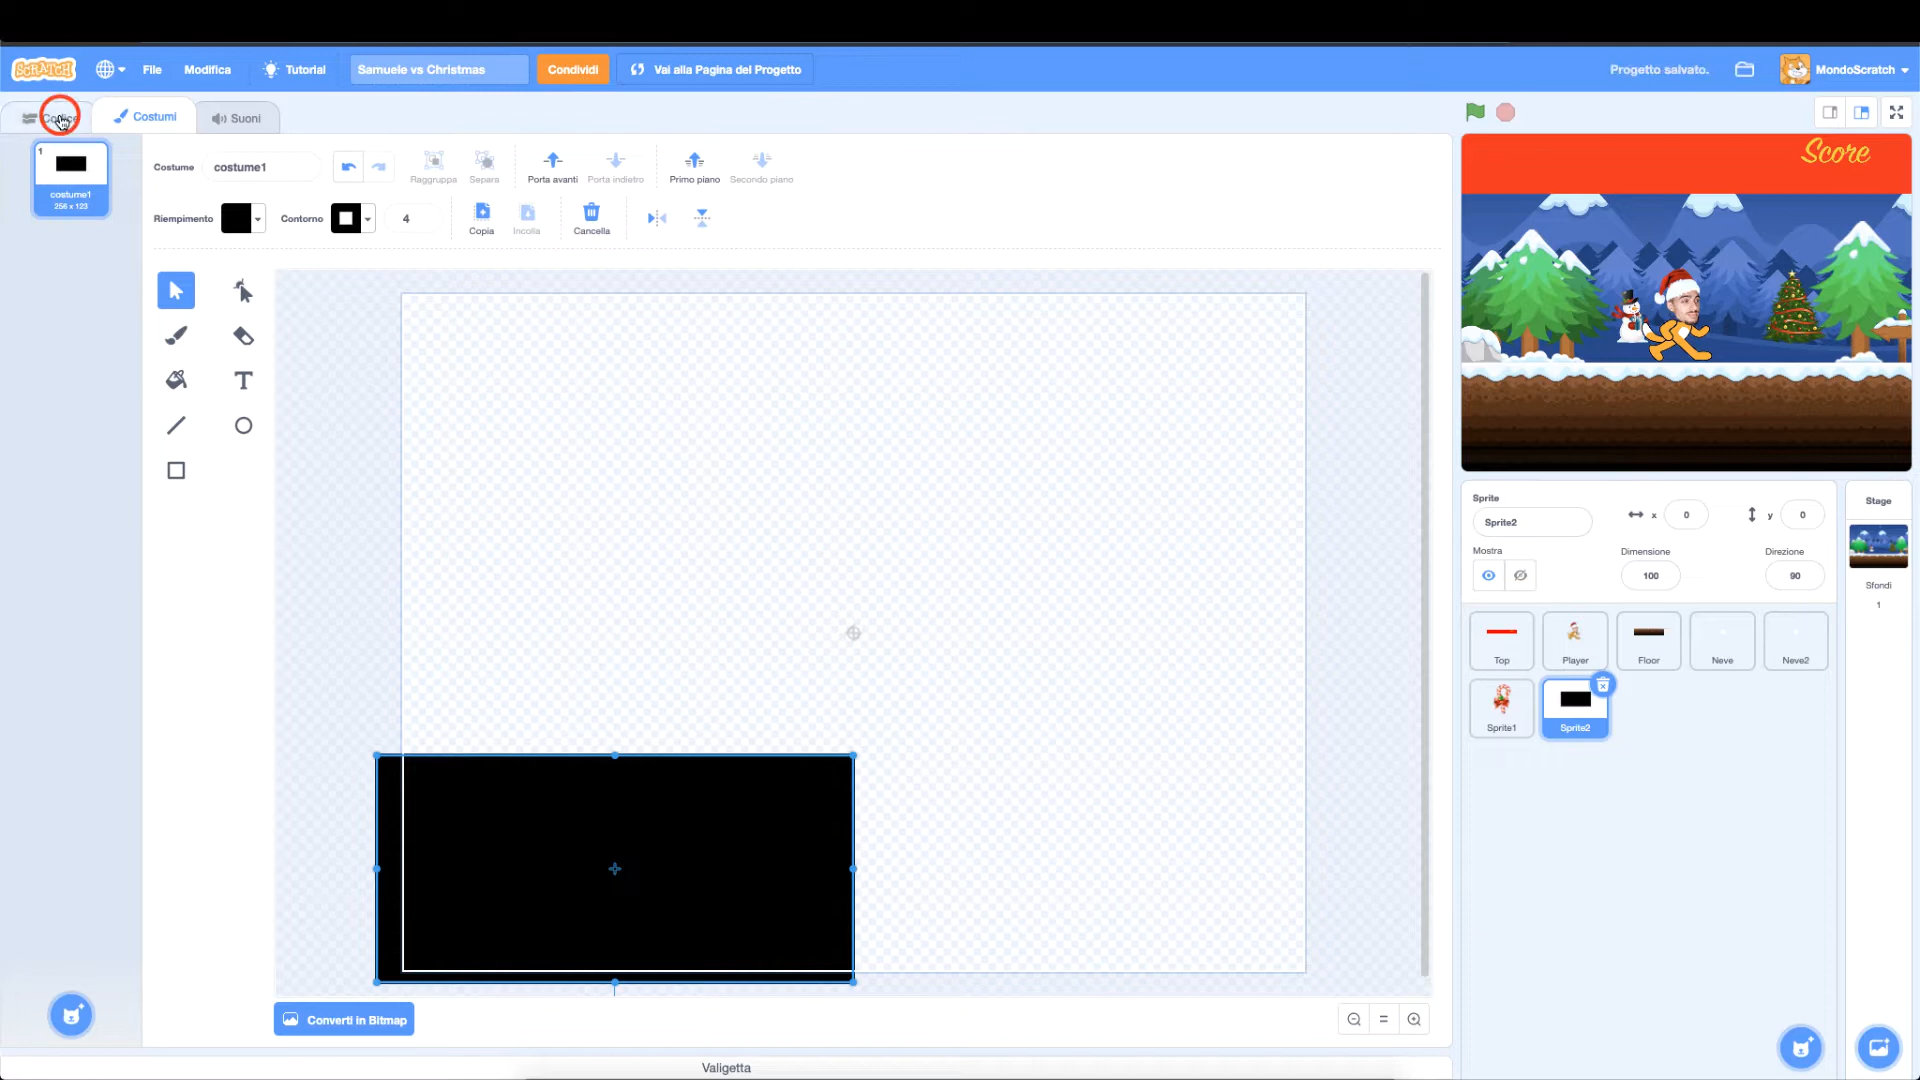 SCRATCH
File
Modifica
Tutorial
Samuele vs Christmas
Condividi
Vai alla Pagina del Progetto
Progetto salvato.
MondoScratch
Codice
Costumi
Suoni
1
costume1
256 x 123
Costume
costume1
Raggruppa
Separa
Porta avanti
Porta indietro
Primo piano
Secondo piano
Riempimento
Contorno
4
Copia
Incolla
Cancella
T
Converti in Bitmap
=
Valigetta
Score
Sprite
Sprite2
x
0
y
0
Mostra
Dimensione
100
Direzione
90
Top
Player
Floor
Neve
Neve2
Sprite1
Sprite2
Stage
Sfondi
1